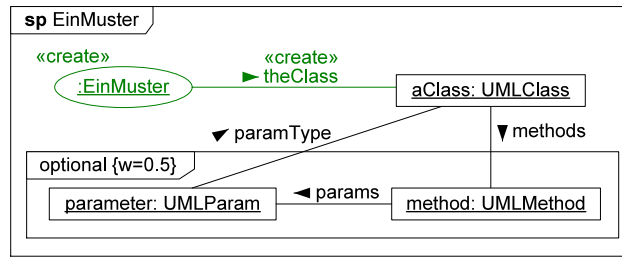 sp EinMuster
«create»
:EinMuster
«create»
theClass
aClass: UMLClass
paramType
methods
optional {w=0.5}
parameter: UMLParam
params
method: UMLMethod